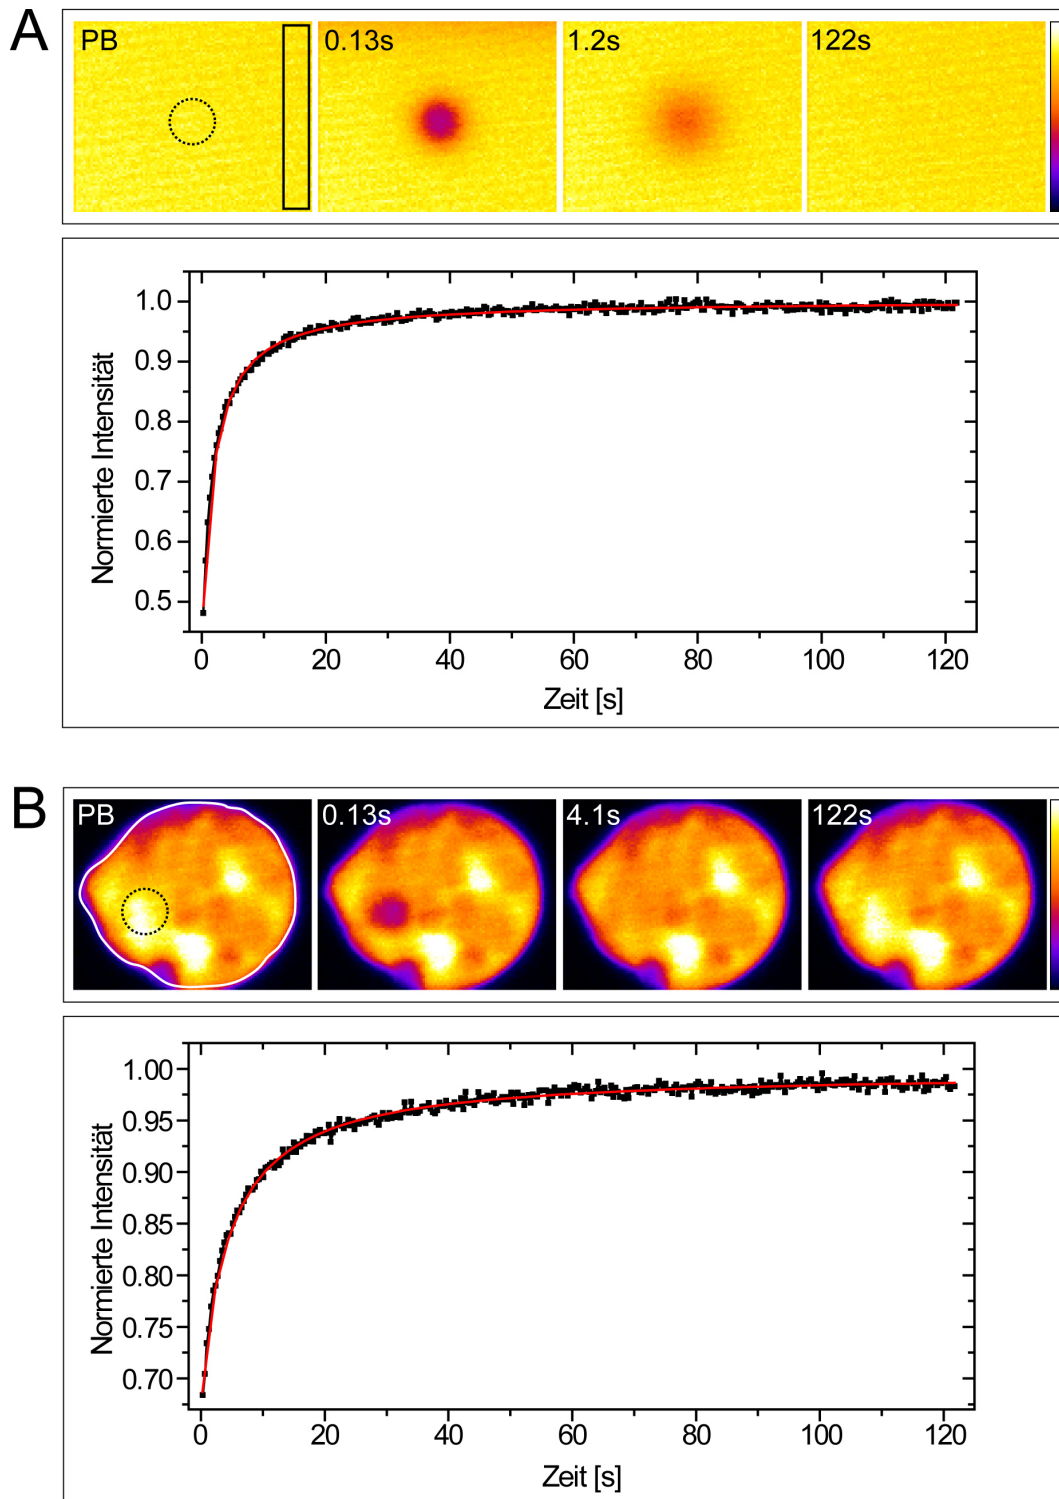 A
PB 0.13s 1.2s 122s
1.0
0.9
0.8
0.7
0.6
0.5
Normierte Intensität
0 20 40 60 80 100 120
Zeit [s]
B
PB 0.13s 4.1s 122s
1.00
0.95
0.90
0.85
0.80
0.75
0.70
Normierte Intensität
0 20 40 60 80 100 120
Zeit [s]